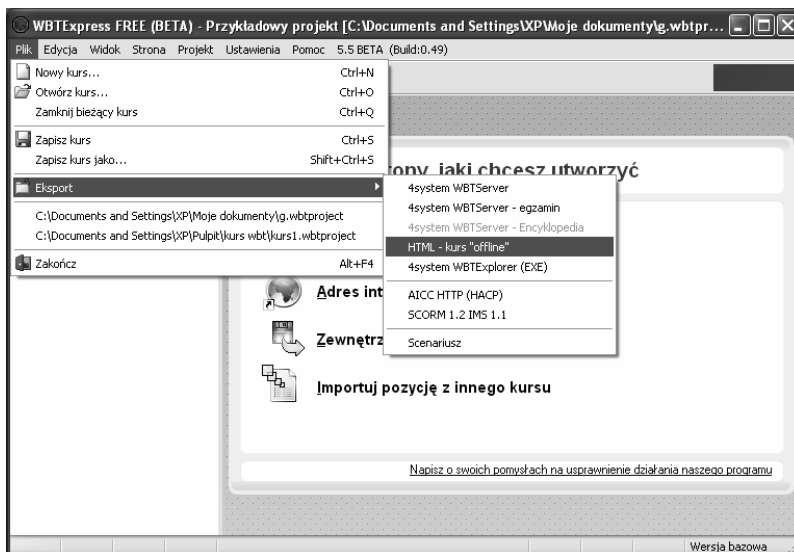 WBTExpress FREE (BETA) - Przykładowy projekt [C:\Documents and Settings\XP\Moje dokumenty\g.wbtpr...
Plik Edycja Widok Strona Projekt Ustawienia Pomoc 5.5 BETA (Build:0.49)
Nowy kurs... Ctrl+N
Otwórz kurs... Ctrl+O
Zamknij bieżący kurs Ctrl+Q
Zapisz kurs Ctrl+S
Zapisz kurs jako... Shift+Ctrl+S
Eksport
C:\Documents and Settings\XP\Moje dokumenty\g.wbtproject
C:\Documents and Settings\XP\Pulpit\kurs wbt\kurs1.wbtproject
Zakończ Alt+F4
rony, jaki chcesz utworzyć
4system WBTServer
4system WBTServer - egzamin
4system WBTServer - Encyklopedia
HTML - kurs "offline"
4system WBTExplorer (EXE)
AICC HTTP (HACP)
SCORM 1.2 IMS 1.1
Scenariusz
Adres int
Zewnętrz
Importuj pozycję z innego kursu
Napisz o swoich pomysłach na usprawnienie działania naszego programu
Wersja bazowa